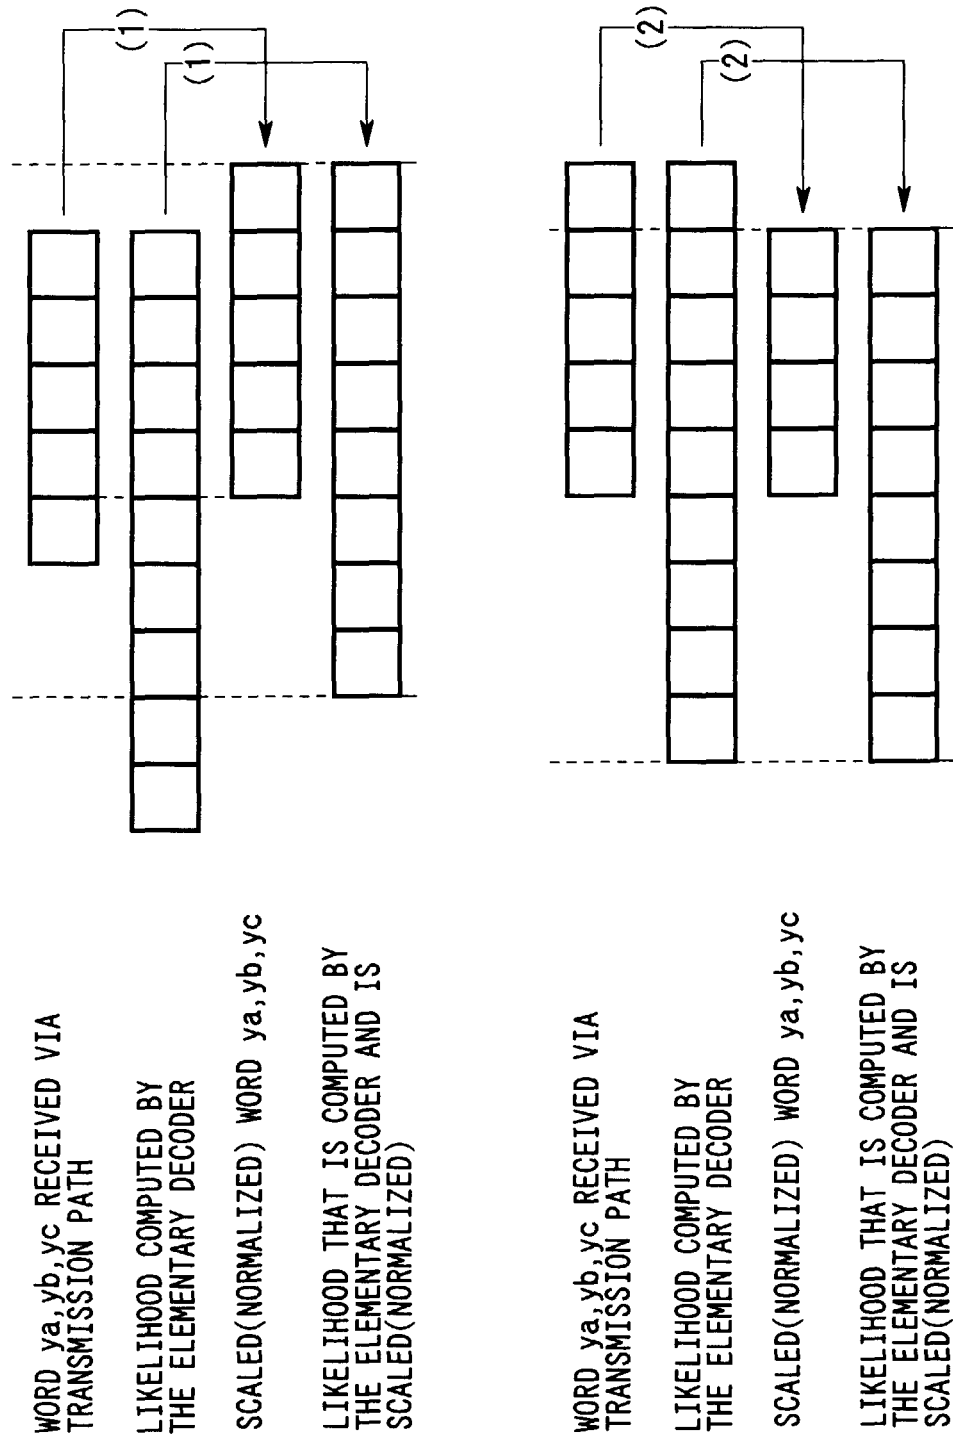 WORD ya,yb,yc RECEIVED VIA
TRANSMISSION PATH
LIKELIHOOD COMPUTED BY
THE ELEMENTARY DECODER
SCALED(NORMALIZED) WORD ya,yb,yc
LIKELIHOOD THAT IS COMPUTED BY
THE ELEMENTARY DECODER AND IS
SCALED(NORMALIZED)
(1)
(1)
WORD ya,yb,yc RECEIVED VIA
TRANSMISSION PATH
LIKELIHOOD COMPUTED BY
THE ELEMENTARY DECODER
SCALED(NORMALIZED) WORD ya,yb,yc
LIKELIHOOD THAT IS COMPUTED BY
THE ELEMENTARY DECODER AND IS
SCALED(NORMALIZED)
(2)
(2)